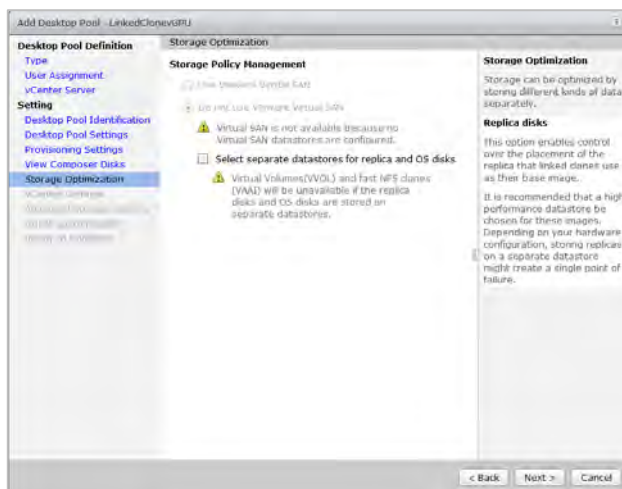 Add Desktop Pool - LinkedClonevGPU
Desktop Pool Definition
Type
User Assignment
vCenter Server
Setting
Desktop Pool Identification
Desktop Pool Settings
Provisioning Settings
View Composer Disks
Storage Optimization
vCenter Settings
Storage Optimization
Storage Policy Management
Use VMware Virtual SAN
Do not use VMware Virtual SAN
Virtual SAN is not available because no
Virtual SAN datastores are configured.
Select separate datastores for replica and OS disks
Virtual Volumes(VVOL) and fast NFS clones
(VAAI) will be unavailable if the replica
disks and OS disks are stored on
separate datastores.
Storage Optimization
Storage can be optimized by
storing different kinds of data
separately.
Replica disks
This option enables control
over the placement of the
replica that linked clones use
as their base image.
It is recommended that a high
performance datastore be
chosen for these images.
Depending on your hardware
configuration, storing replicas
on a separate datastore
might create a single point of
failure.
< Back
Next >
Cancel